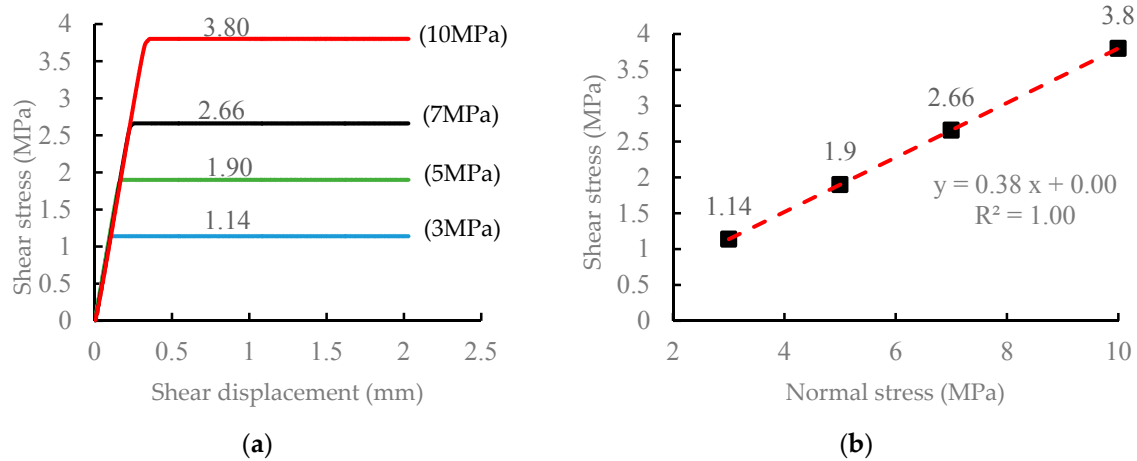 4
3.5
3
2.5
2
1.5
1
0.5
0
Shear stress (MPa)
3.80
(10MPa)
2.66
(7MPa)
1.90
(5MPa)
1.14
(3MPa)
0 0.5 1 1.5 2 2.5
Shear displacement (mm)
(a)
4
3.5
3
2.5
2
1.5
1
0.5
0
Shear stress (MPa)
3.8
2.66
1.9
1.14
y = 0.38 x + 0.00
R² = 1.00
2 4 6 8 10
Normal stress (MPa)
(b)